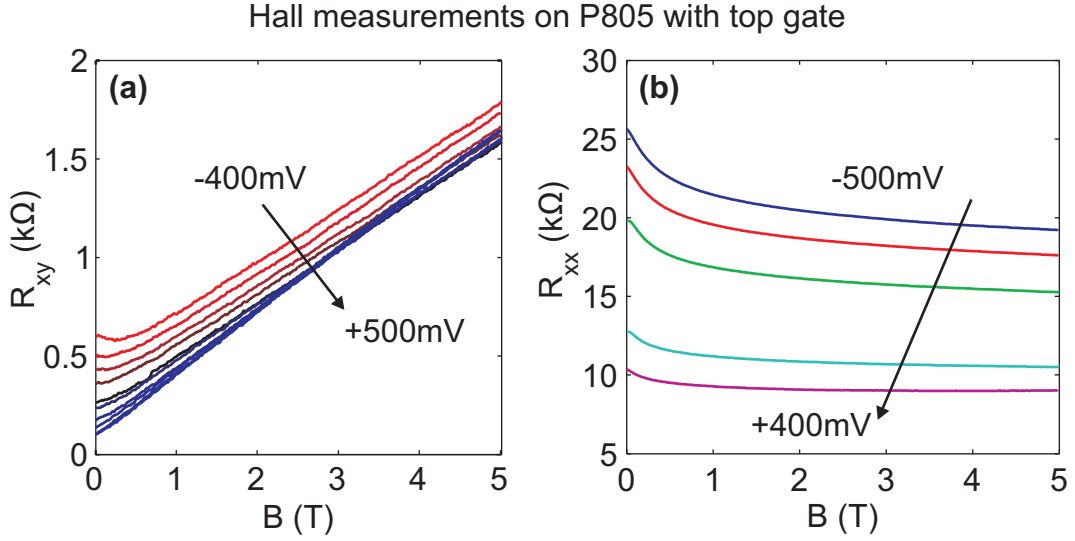 Hall measurements on P805 with top gate
(a)
2
1.5
1
0.5
0
R_xy (kΩ)
-400mV
+500mV
0 1 2 3 4 5
B (T)
(b)
30
25
20
15
10
5
R_xx (kΩ)
-500mV
+400mV
0 1 2 3 4 5
B (T)